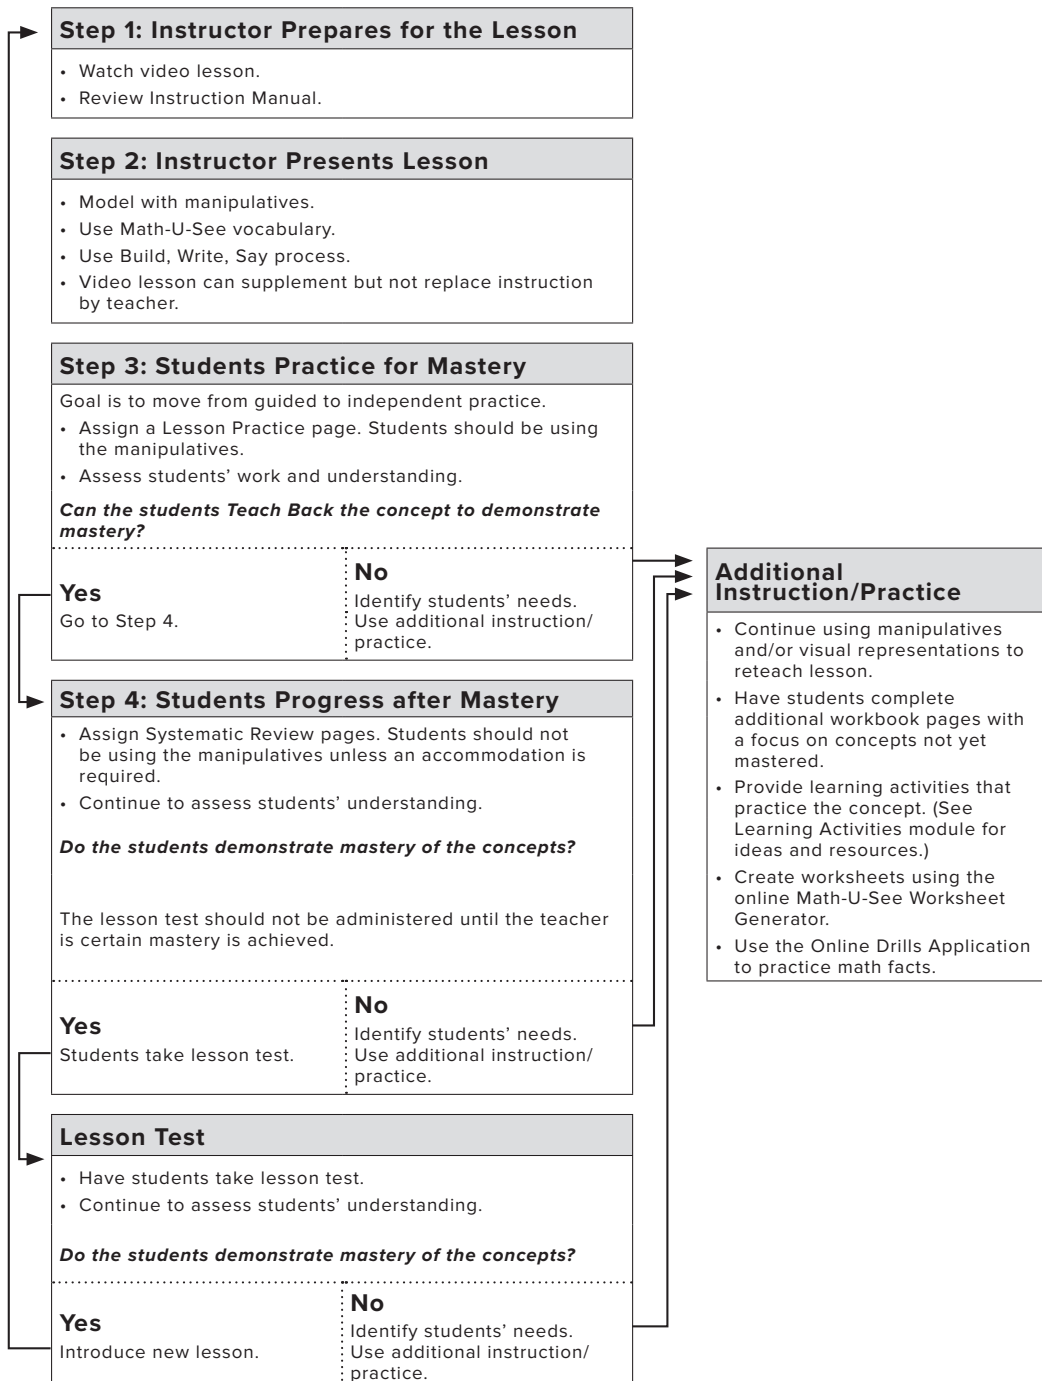 Step 1: Instructor Prepares for the Lesson
• Watch video lesson.
• Review Instruction Manual.
Step 2: Instructor Presents Lesson
• Model with manipulatives.
• Use Math-U-See vocabulary.
• Use Build, Write, Say process.
• Video lesson can supplement but not replace instruction
by teacher.
Step 3: Students Practice for Mastery
Goal is to move from guided to independent practice.
• Assign a Lesson Practice page. Students should be using
the manipulatives.
• Assess students’ work and understanding.
Can the students Teach Back the concept to demonstrate
mastery?
Yes
Go to Step 4.
No
Identify students’ needs.
Use additional instruction/
practice.
Step 4: Students Progress after Mastery
• Assign Systematic Review pages. Students should not
be using the manipulatives unless an accommodation is
required.
• Continue to assess students’ understanding.
Do the students demonstrate mastery of the concepts?
The lesson test should not be administered until the teacher
is certain mastery is achieved.
Yes
Students take lesson test.
No
Identify students’ needs.
Use additional instruction/
practice.
Lesson Test
• Have students take lesson test.
• Continue to assess students’ understanding.
Do the students demonstrate mastery of the concepts?
Yes
Introduce new lesson.
No
Identify students’ needs.
Use additional instruction/
practice.
Additional
Instruction/Practice
• Continue using manipulatives
and/or visual representations to
reteach lesson.
• Have students complete
additional workbook pages with
a focus on concepts not yet
mastered.
• Provide learning activities that
practice the concept. (See
Learning Activities module for
ideas and resources.)
• Create worksheets using the
online Math-U-See Worksheet
Generator.
• Use the Online Drills Application
to practice math facts.